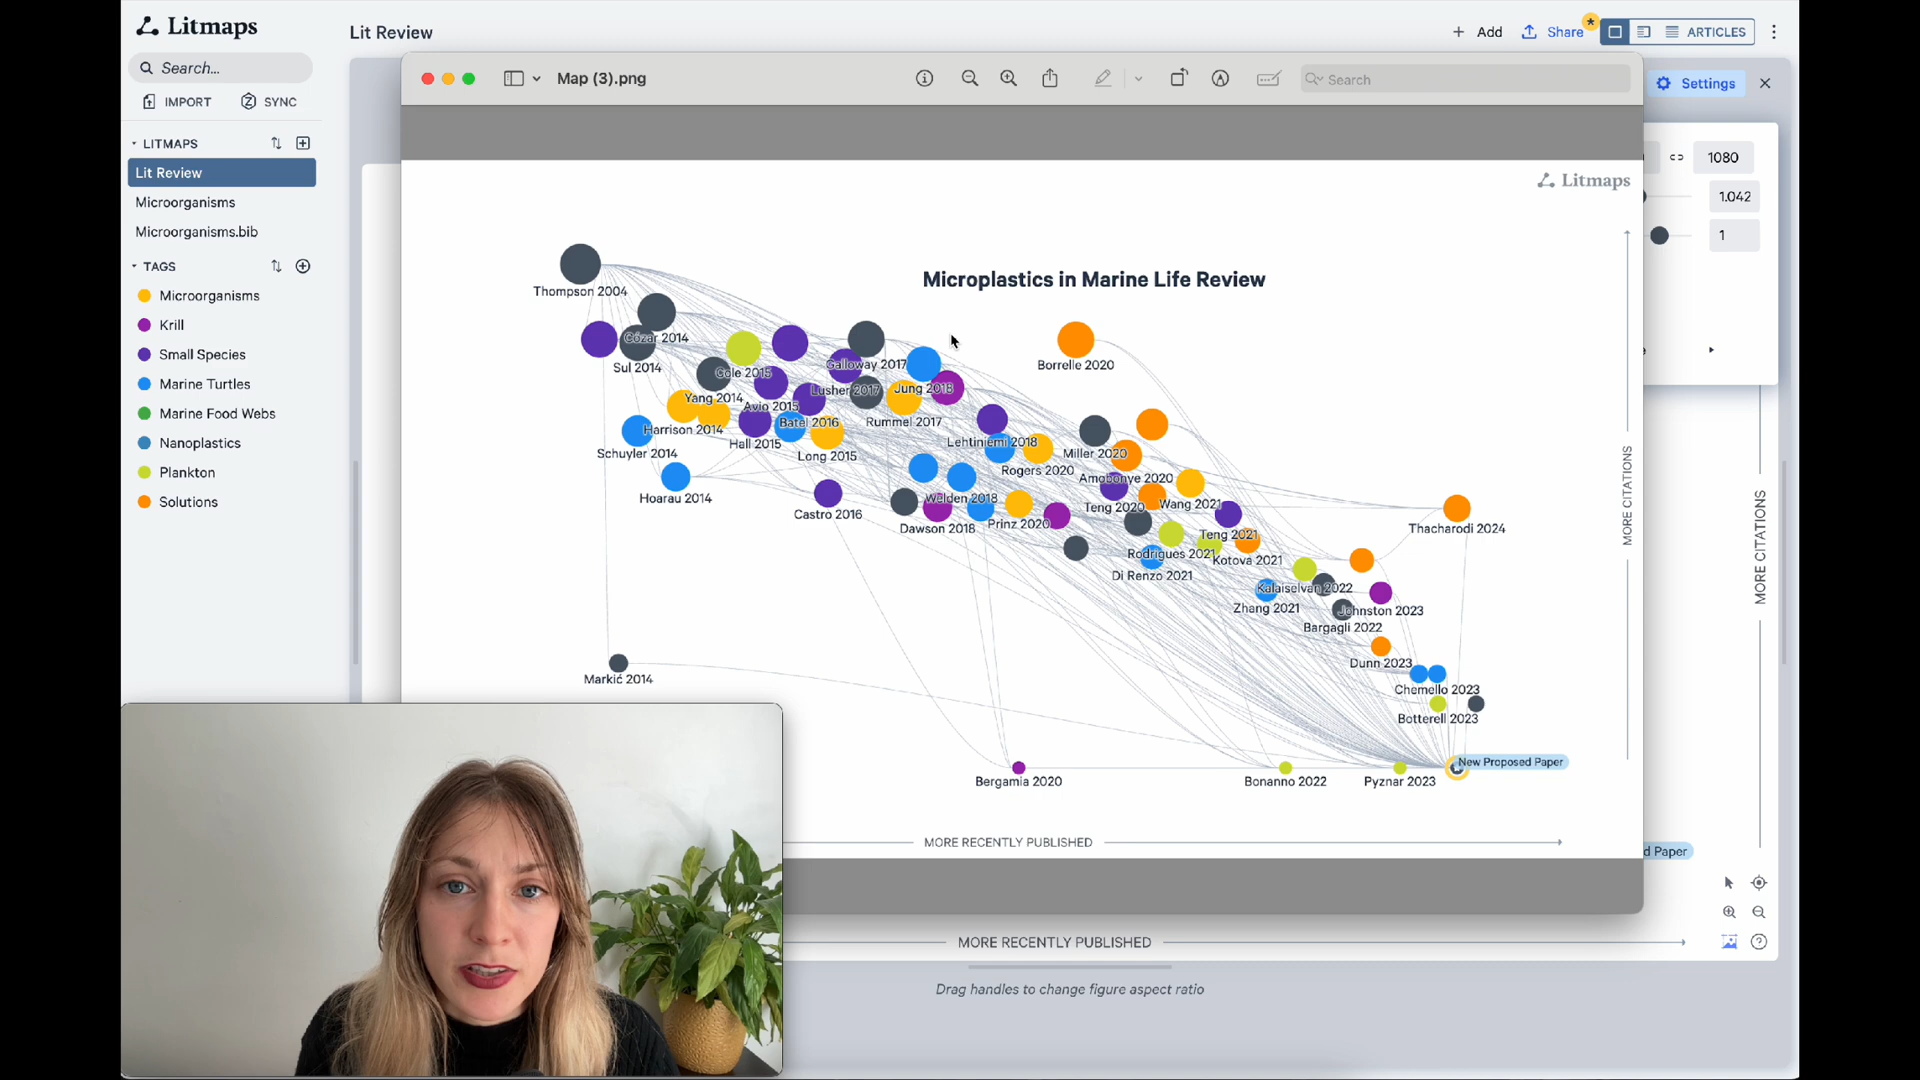 Litmaps
Lit Review
Add
Share
*
ARTICLES
Search...
Map (3).png
Search
Settings
IMPORT
SYNC
LITMAPS
Lit Review
Microorganisms
Microorganisms.bib
TAGS
Microorganisms
Krill
Small Species
Marine Turtles
Marine Food Webs
Nanoplastics
Plankton
Solutions
1080
1.042
1
Litmaps
Microplastics in Marine Life Review
Thompson 2004
Cózar 2014
Sul 2014
Cole 2015
Galloway 2017
Borrelle 2020
Yang 2014
Avio 2015
Lusher 2017
Jung 2018
Harrison 2014
Hall 2015
Batel 2016
Rummel 2017
Schuyler 2014
Long 2015
Lehtiniemi 2018
Rogers 2020
Miller 2020
Hoarau 2014
Castro 2016
Welden 2018
Dawson 2018
Prinz 2020
Amobonye 2020
Teng 2020
Wang 2021
Thacharodi 2024
Rodrigues 2021
Teng 2021
Kotova 2021
Di Renzo 2021
Kalaiselvan 2022
Zhang 2021
Johnston 2023
Bargagli 2022
Dunn 2023
Markić 2014
Chemello 2023
Botterell 2023
Bergamia 2020
Bonanno 2022
Pyznar 2023
New Proposed Paper
MORE CITATIONS
MORE RECENTLY PUBLISHED
MORE CITATIONS
d Paper
MORE RECENTLY PUBLISHED
Drag handles to change figure aspect ratio